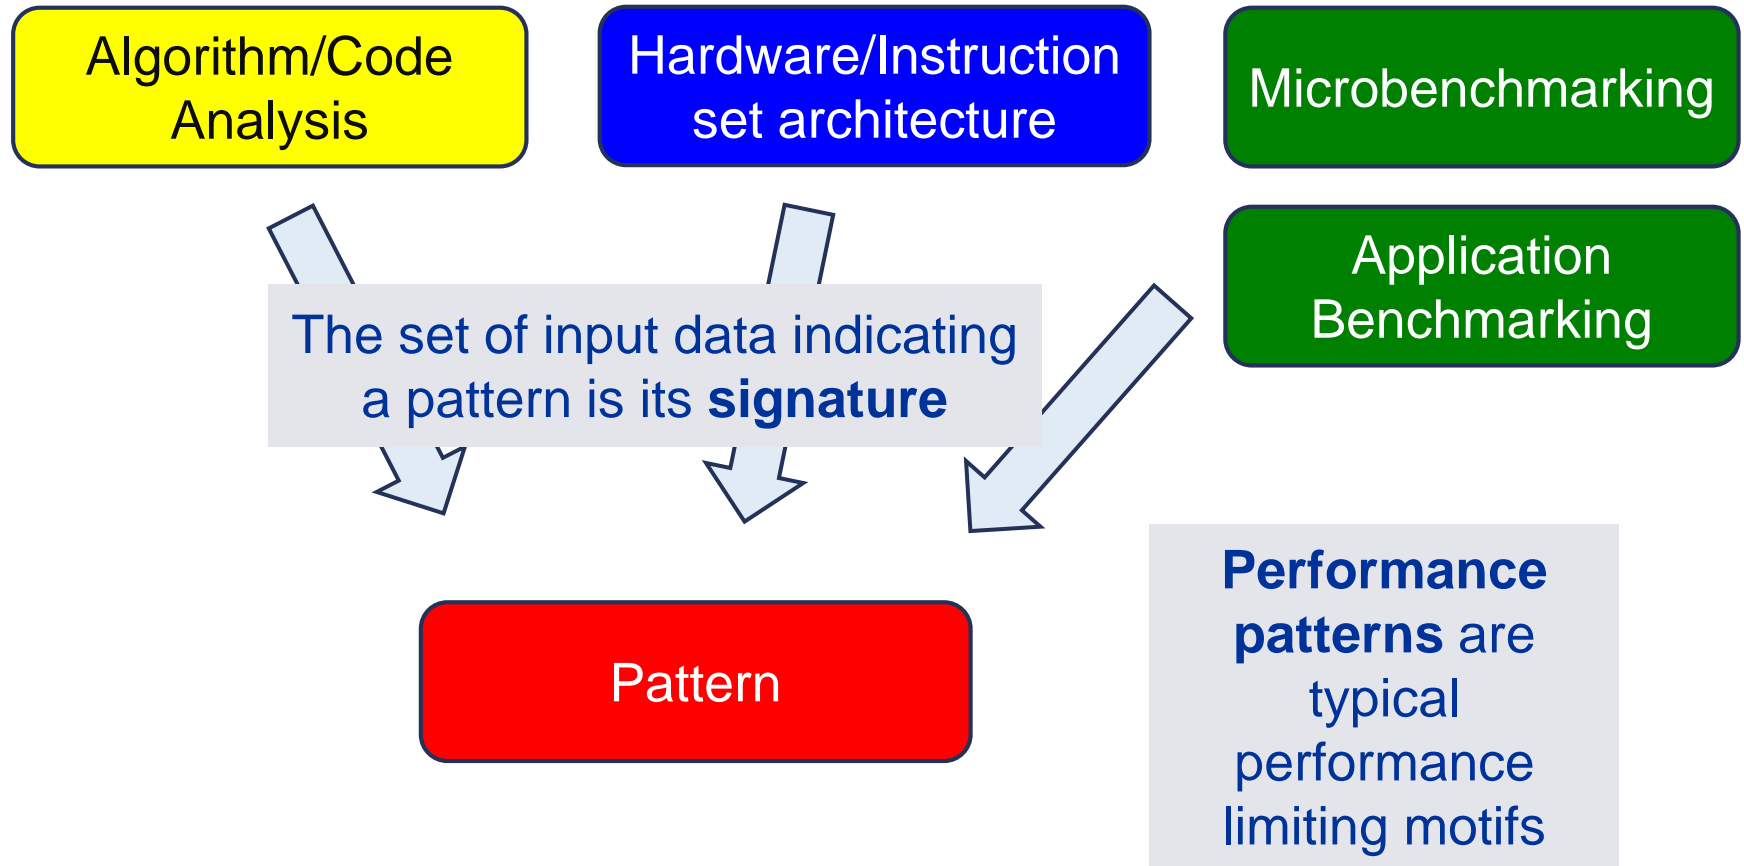 Algorithm/Code
Analysis
Hardware/Instruction
set architecture
Microbenchmarking
Application
Benchmarking
The set of input data indicating
a pattern is its signature
Pattern
Performance
patterns are
typical
performance
limiting motifs